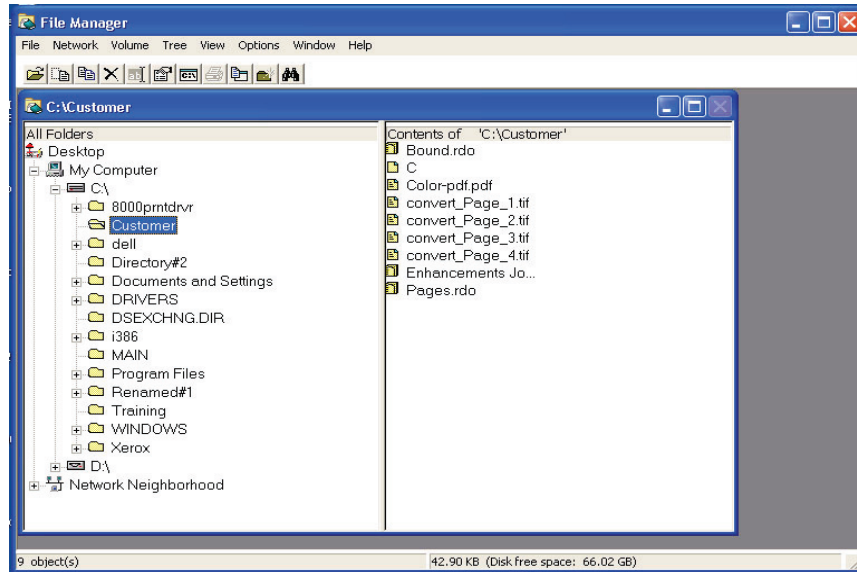 File Manager
File Network Volume Tree View Options Window Help
C:\Customer
All Folders
Desktop
My Computer
C:\
8000prntdrvr
Customer
dell
Directory#2
Documents and Settings
DRIVERS
DSEXCHNG.DIR
i386
MAIN
Program Files
Renamed#1
Training
WINDOWS
Xerox
D:\
Network Neighborhood
Contents of 'C:\Customer'
Bound.rdo
C
Color-pdf.pdf
convert_Page_1.tif
convert_Page_2.tif
convert_Page_3.tif
convert_Page_4.tif
Enhancements Jo...
Pages.rdo
9 object(s)
42.90 KB (Disk free space: 66.02 GB)